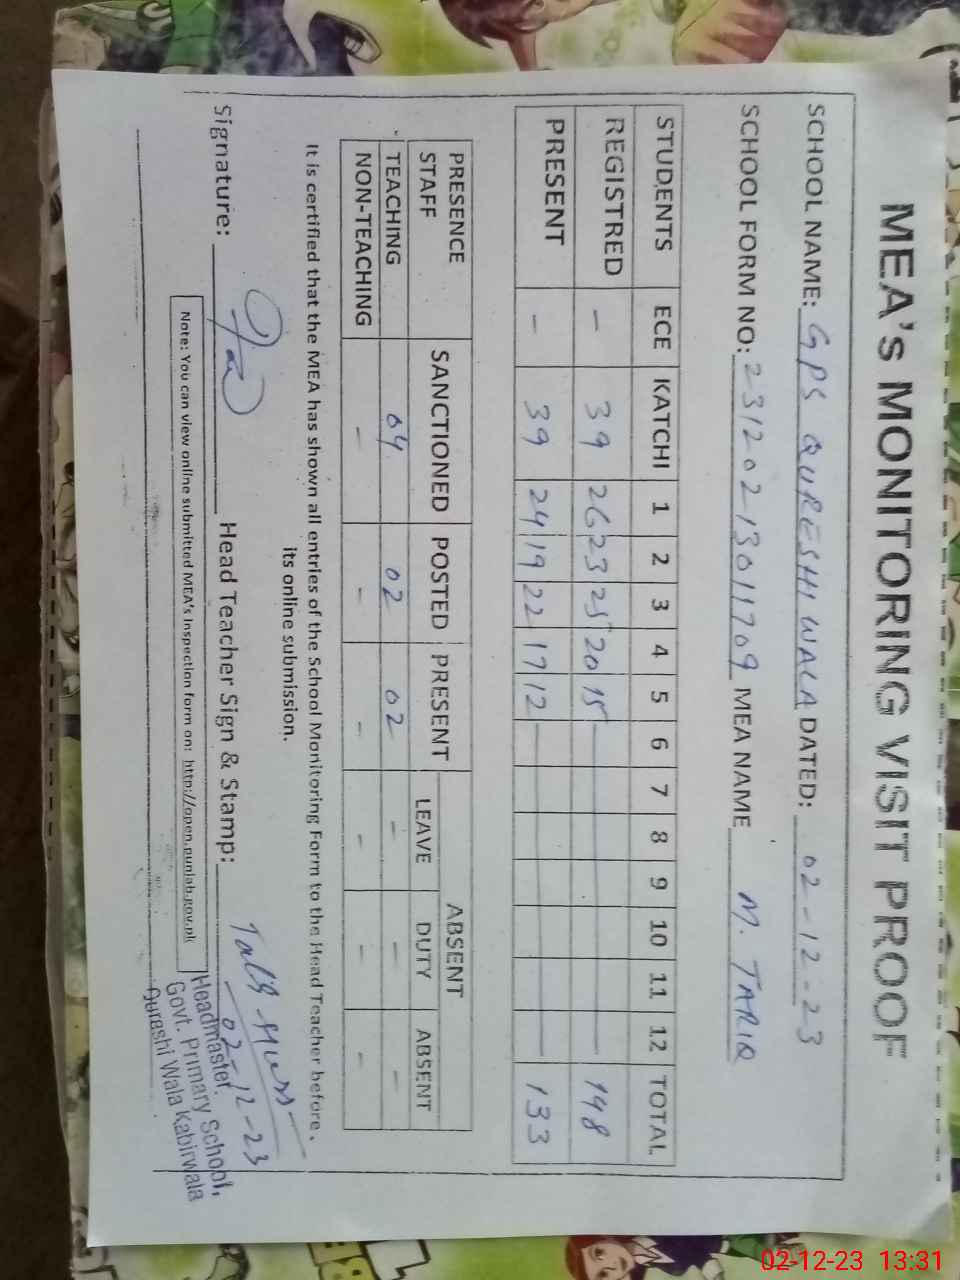 MEA's MONITORING VISIT PROOF
SCHOOL NAME: GPS QURESHI WALA DATED: 02-12-23
SCHOOL FORM NO: 23120213011709 MEA NAME M. TARIQ
STUDENTS ECE KATCHI 1 2 3 4 5 6 7 8 9 10 11 12 TOTAL
REGISTRED - 39 26 23 25 20 15 148
PRESENT - 39 24 19 22 17 12 133
PRESENCE STAFF SANCTIONED POSTED PRESENT ABSENT
LEAVE DUTY ABSENT
TEACHING 04 02 02 - - -
NON-TEACHING - - - - - -
It is certified that the MEA has shown all entries of the School Monitoring Form to the Head Teacher before
its online submission.
Signature: Head Teacher Sign & Stamp:
02-12-23
Note: You can view online submitted MEA's Inspection form on: http://open.punjab.gov.pk
Headmaster
Govt. Primary School,
Qureshi Wala Kabirwala
02-12-23 13:31